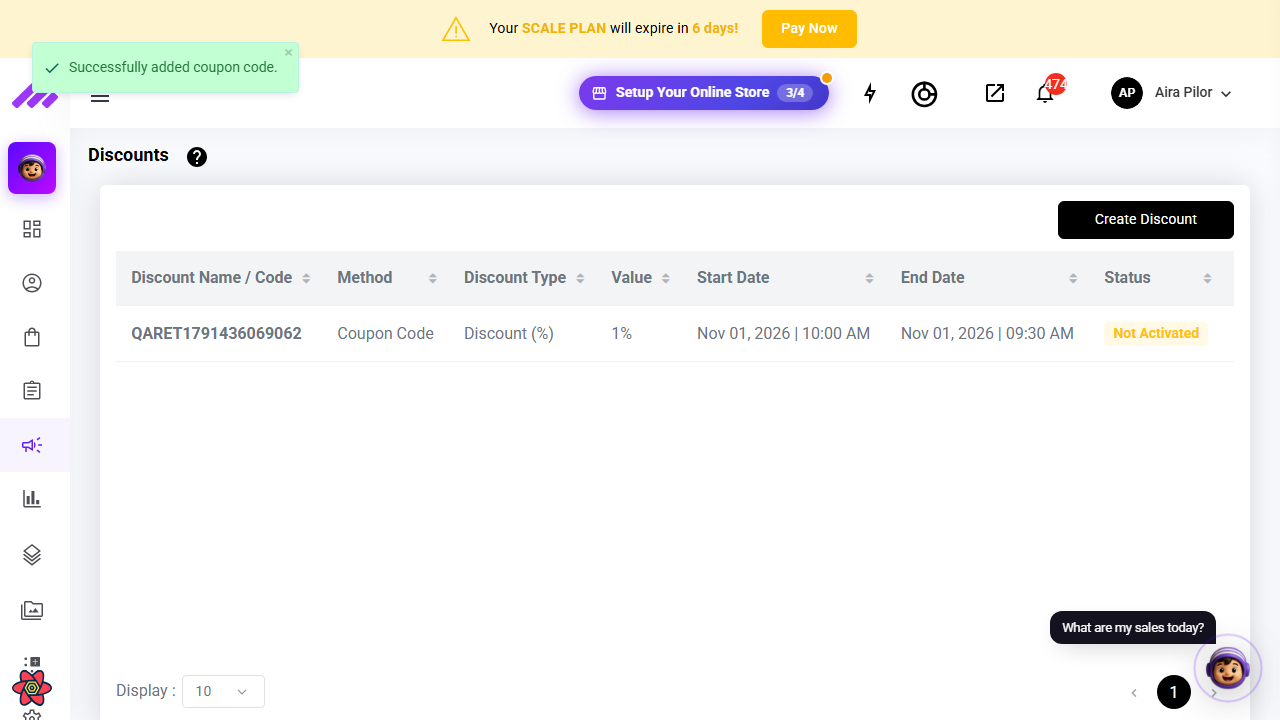 Your SCALE PLAN will expire in 6 days!
Pay Now
Successfully added coupon code.
×
Setup Your Online Store 3/4
474
AP
Aira Pilor
Discounts
?
Create Discount
Discount Name / Code
Method
Discount Type
Value
Start Date
End Date
Status
QARET1791436069062
Coupon Code
Discount (%)
1%
Nov 01, 2026 | 10:00 AM
Nov 01, 2026 | 09:30 AM
Not Activated
What are my sales today?
Display :
10
1